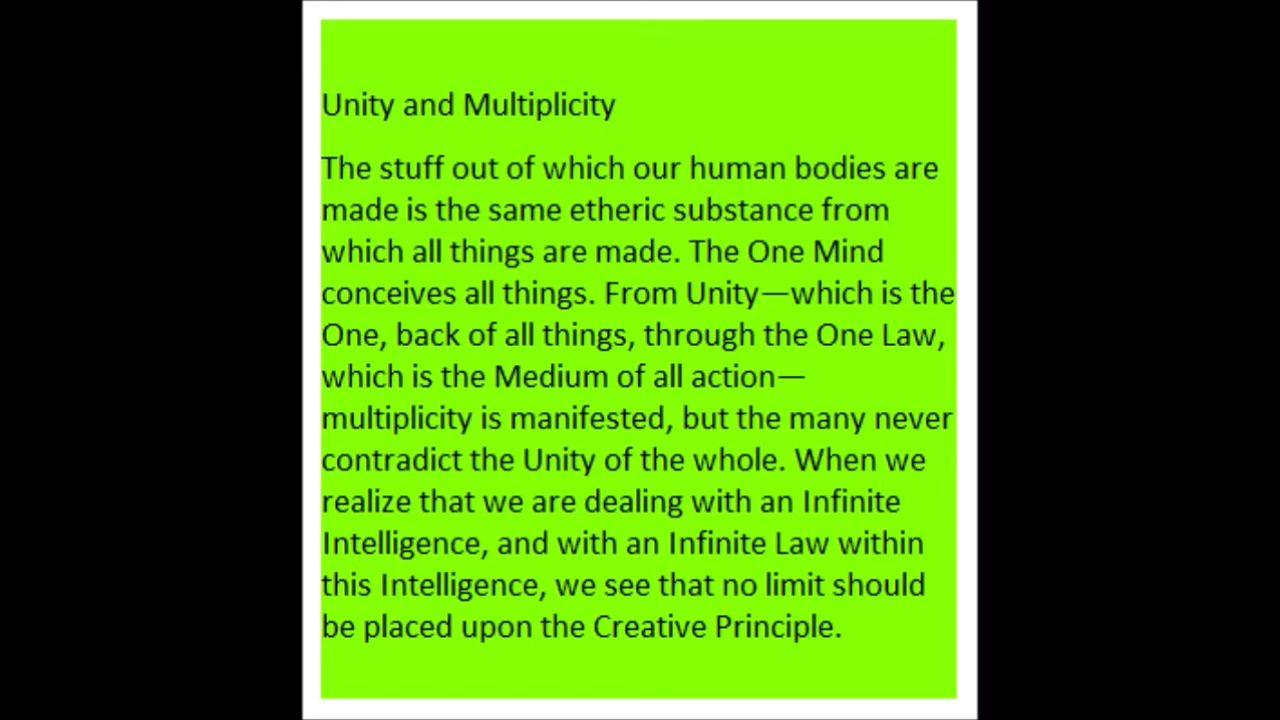 Unity and Multiplicity
The stuff out of which our human bodies are
made is the same etheric substance from
which all things are made. The One Mind
conceives all things. From Unity—which is the
One, back of all things, through the One Law,
which is the Medium of all action—
multiplicity is manifested, but the many never
contradict the Unity of the whole. When we
realize that we are dealing with an Infinite
Intelligence, and with an Infinite Law within
this Intelligence, we see that no limit should
be placed upon the Creative Principle.